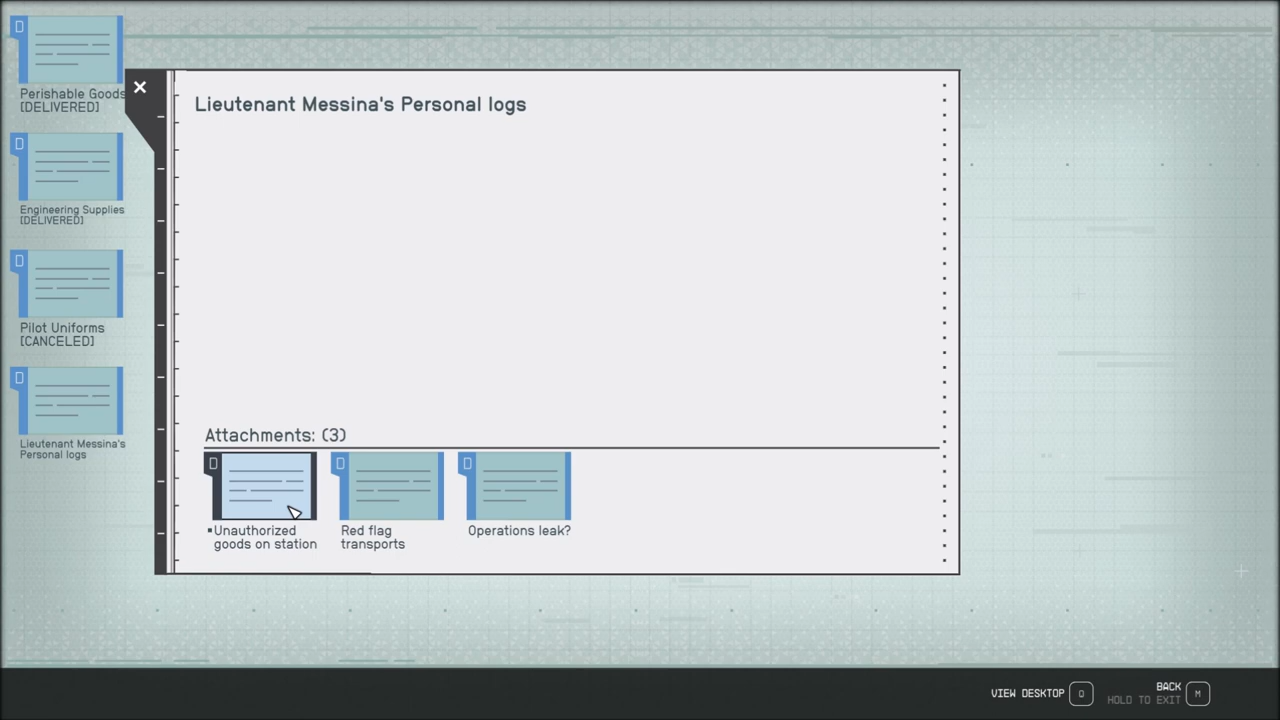 Perishable Goods
[DELIVERED]
Engineering Supplies
[DELIVERED]
Pilot Uniforms
[CANCELED]
Lieutenant Messina's
Personal logs
Lieutenant Messina's Personal logs
Attachments: (3)
Unauthorized
goods on station
Red flag
transports
Operations leak?
VIEW DESKTOP Q
BACK
HOLD TO EXIT M